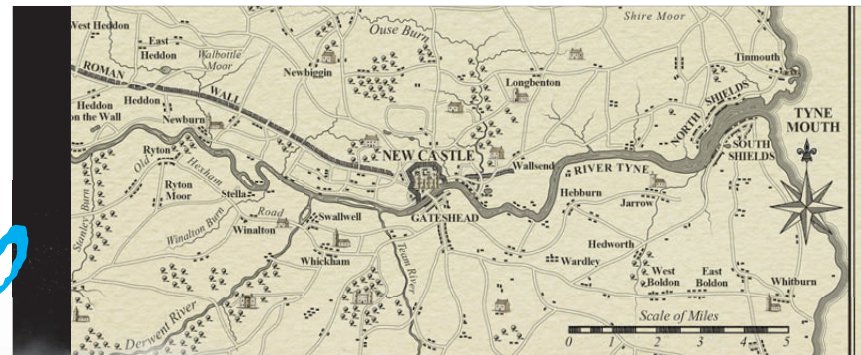 Shire Moor
Ouse Burn
West Heddon
East
Heddon
Walbottle
Moor
Tinmouth
Newbiggin
Longbenton
ROMAN WALL
NORTH SHIELDS
Heddon
on the Wall
Heddon
Newburn
TYNE
MOUTH
SOUTH
SHIELDS
NEW CASTLE
Wallsend
RIVER TYNE
Ryton
Old Hexham Road
Ryton
Moor
Stella
Hebburn
Jarrow
Stanley Burn
Swallwell
GATESHEAD
Winalton Burn
Winalton
Whickham
Team River
Hedworth
Wardley
West
Boldon
East
Boldon
Whitburn
Derwent River
Scale of Miles
0 1 2 3 4 5